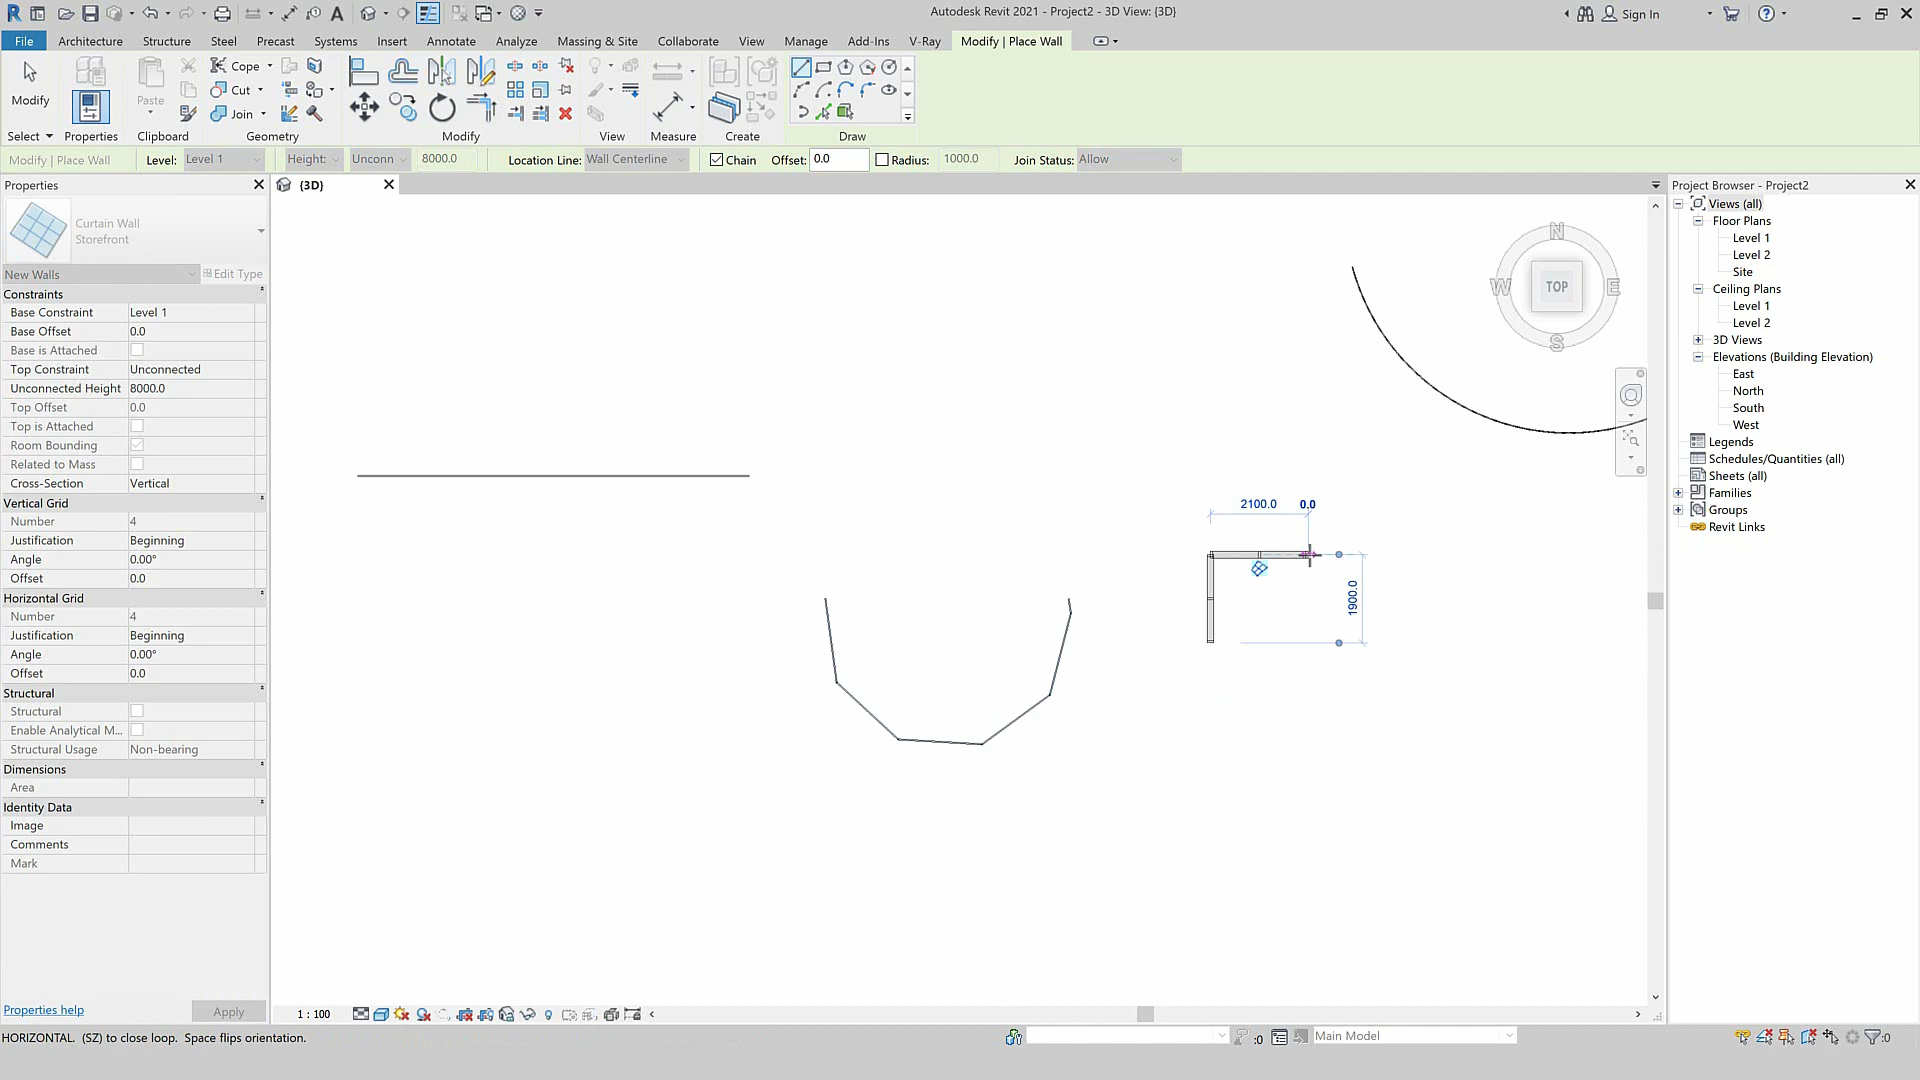 Autodesk Revit 2021 - Project2 - 3D View: {3D}
Sign In
File Architecture Structure Steel Precast Systems Insert Annotate Analyze Massing & Site Collaborate View Manage Add-Ins V-Ray Modify | Place Wall
Modify
Paste
Cope
Cut
Join
Select Properties Clipboard Geometry Modify View Measure Create Draw
Modify | Place Wall Level: Level 1 Height: Unconn 8000.0 Location Line: Wall Centerline Chain Offset: 0.0 Radius: 1000.0 Join Status: Allow
Properties
{3D}
Curtain Wall
Storefront
New Walls Edit Type
Constraints
Base Constraint Level 1
Base Offset 0.0
Base is Attached
Top Constraint Unconnected
Unconnected Height 8000.0
Top Offset 0.0
Top is Attached
Room Bounding
Related to Mass
Cross-Section Vertical
Vertical Grid
Number 4
Justification Beginning
Angle 0.00°
Offset 0.0
Horizontal Grid
Number 4
Justification Beginning
Angle 0.00°
Offset 0.0
Structural
Structural
Enable Analytical M...
Structural Usage Non-bearing
Dimensions
Area
Identity Data
Image
Comments
Mark
Properties help Apply
N
W TOP E
S
2100.0 0.0
1900.0
Project Browser - Project2
Views (all)
Floor Plans
Level 1
Level 2
Site
Ceiling Plans
Level 1
Level 2
3D Views
Elevations (Building Elevation)
East
North
South
West
Legends
Schedules/Quantities (all)
Sheets (all)
Families
Groups
Revit Links
1 : 100
HORIZONTAL. (SZ) to close loop. Space flips orientation.
:0 Main Model :0